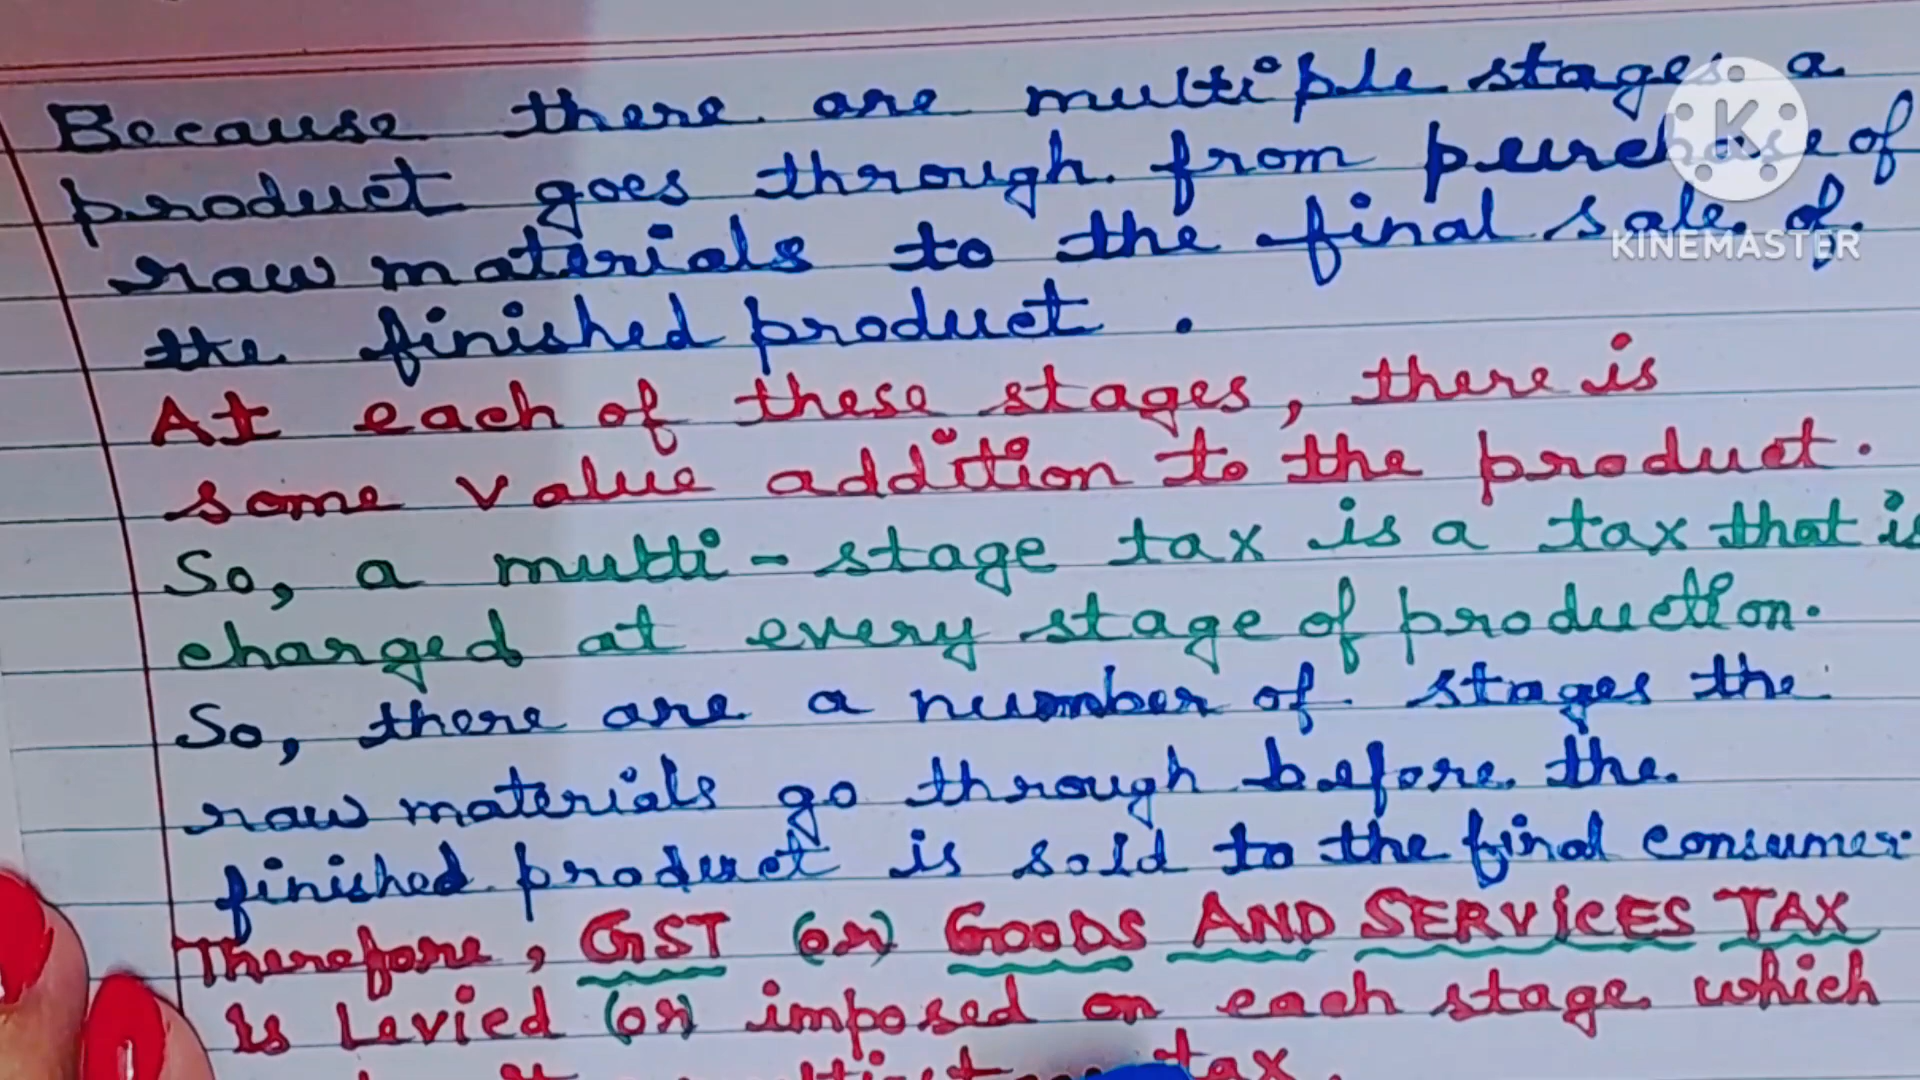 Because there are multiple stages a
product goes through from purchase of
raw materials to the final sale of
the finished product.
At each of these stages, there is
some value addition to the product.
So, a multi-stage tax is a tax that is
charged at every stage of production.
So, there are a number of stages the
raw materials go through before the
finished product is sold to the final consumer.
Therefore, GST (or) GOODS AND SERVICES TAX
is Levied (or) imposed on each stage which
tax.
K
KINEMASTER